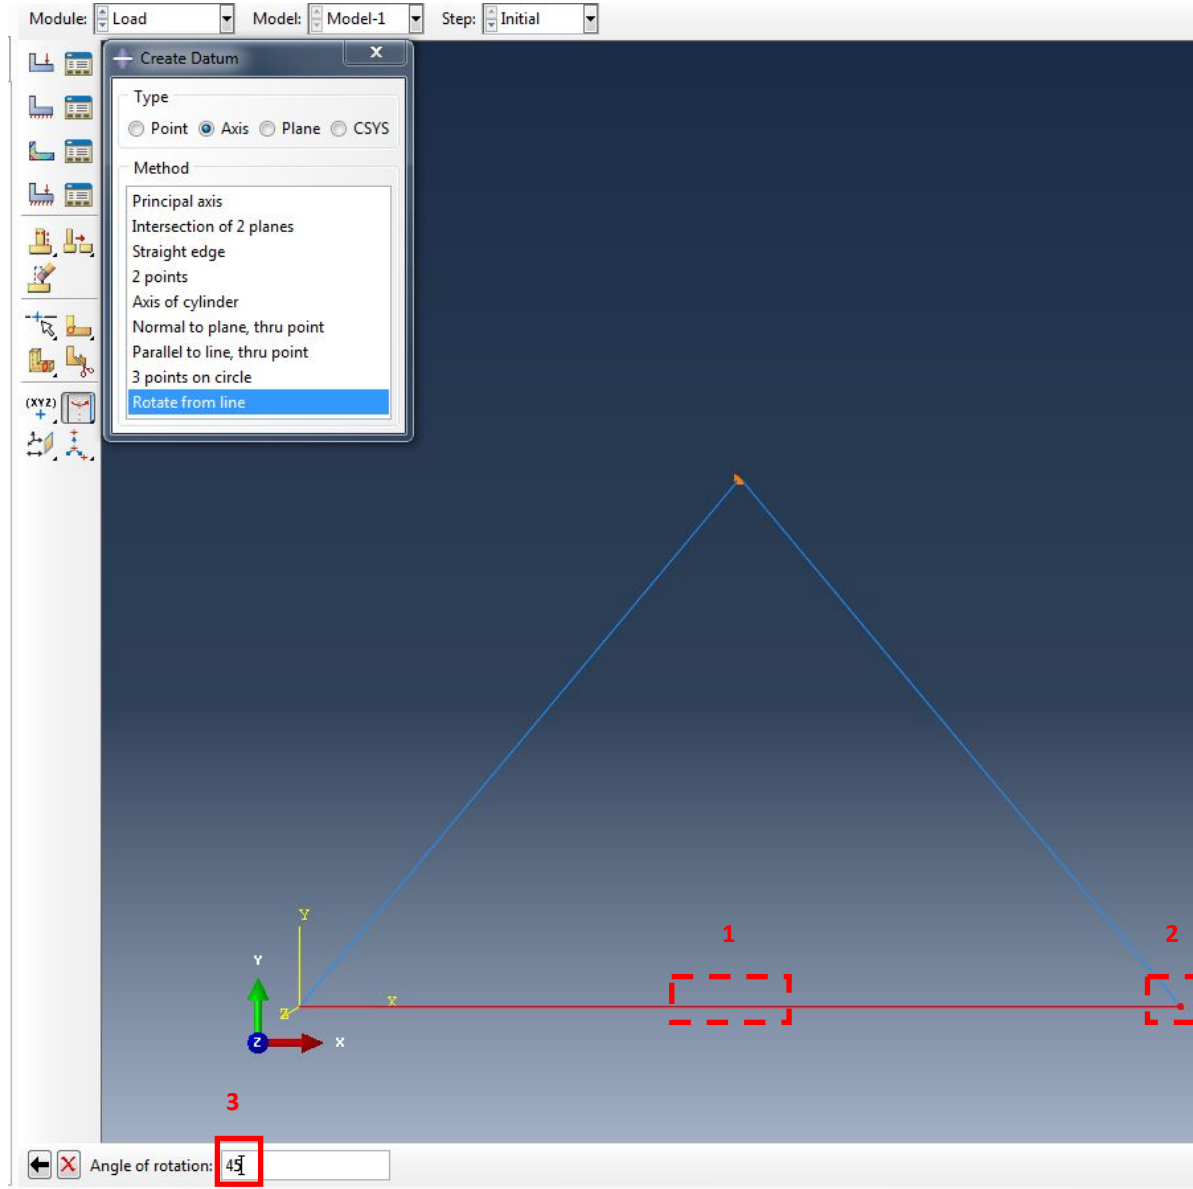 Module: Load Model: Model-1 Step: Initial
Create Datum x
Type
Point Axis Plane CSYS
Method
Principal axis
Intersection of 2 planes
Straight edge
2 points
Axis of cylinder
Normal to plane, thru point
Parallel to line, thru point
3 points on circle
Rotate from line
(XYZ)
Y
1
2
Y
X
Z
Z
X
3
Angle of rotation: 45